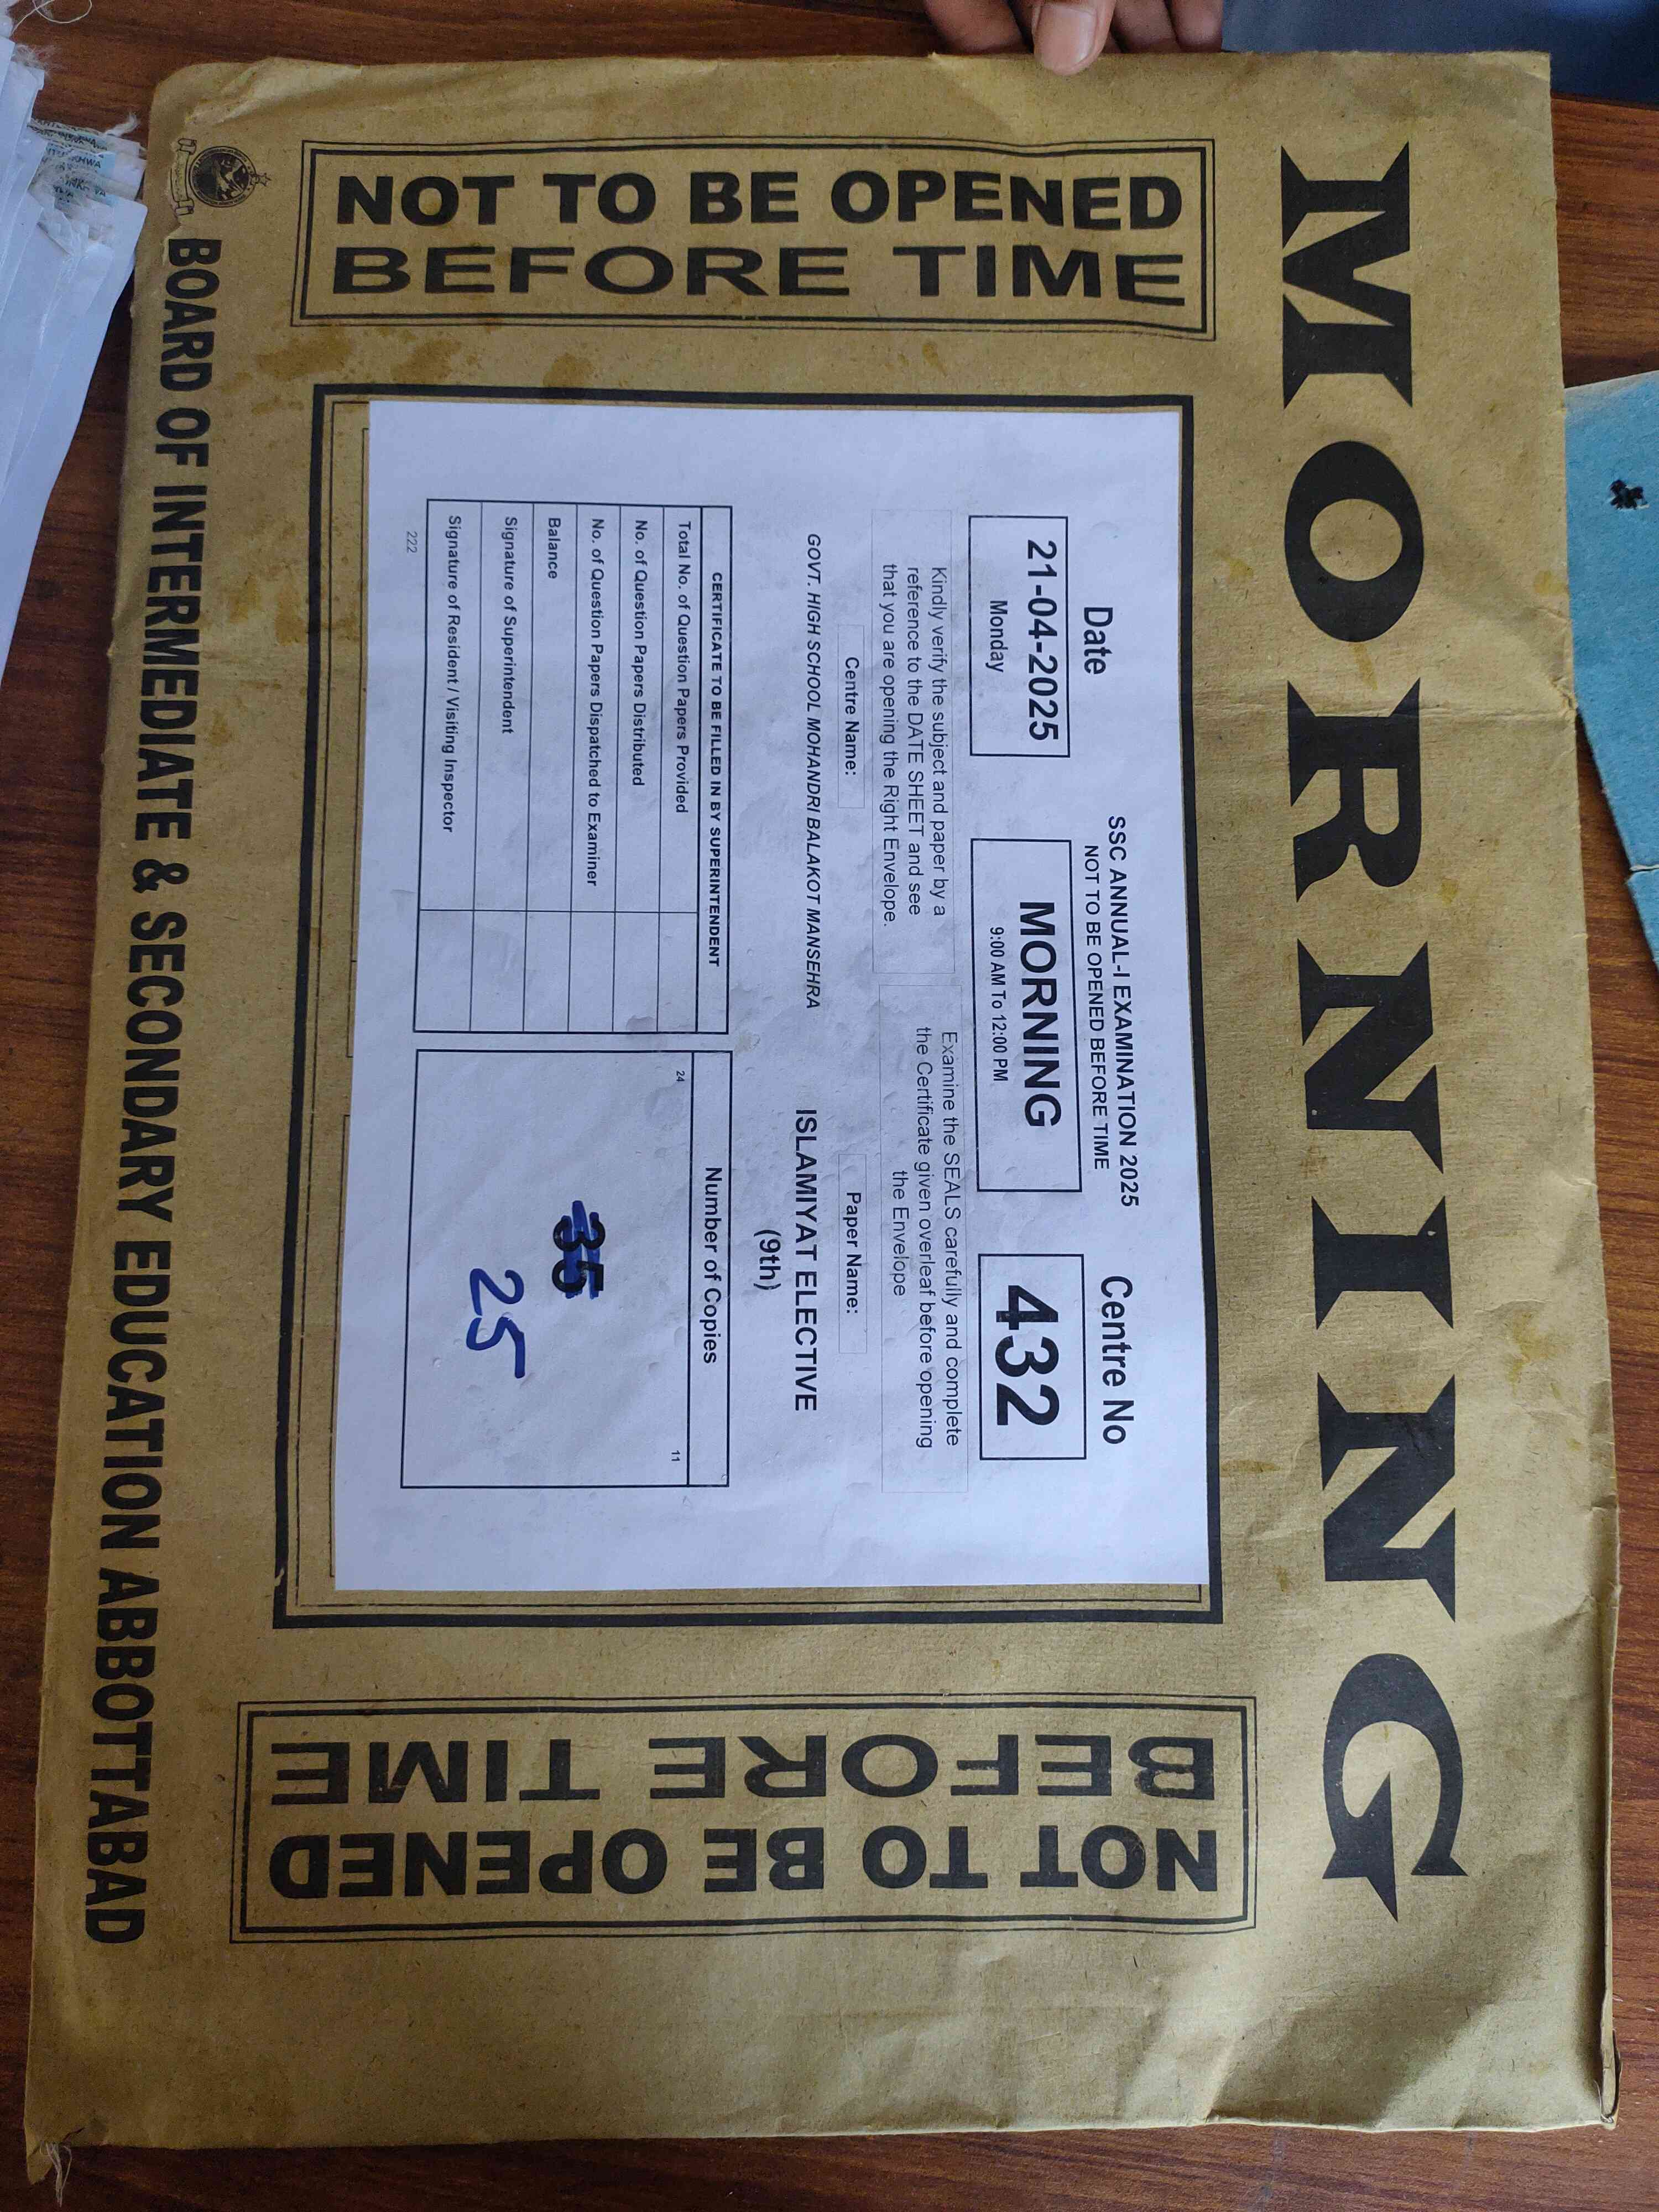 MORNING
NOT TO BE OPENED
BEFORE TIME
SSC ANNUAL-I EXAMINATION 2025
NOT TO BE OPENED BEFORE TIME
Date
Centre No
21-04-2025
Monday
MORNING
9:00 AM To 12:00 PM
432
Kindly verify the subject and paper by a
reference to the DATE SHEET and see
that you are opening the Right Envelope.
Examine the SEALS carefully and complete
the Certificate given overleaf before opening
the Envelope
Centre Name:
Paper Name:
GOVT. HIGH SCHOOL MOHANDRI BALAKOT MANSEHRA
ISLAMIYAT ELECTIVE
(9th)
CERTIFICATE TO BE FILLED IN BY SUPERINTENDENT
Total No. of Question Papers Provided
No. of Question Papers Distributed
No. of Question Papers Dispatched to Examiner
Balance
Signature of Superintendent
Signature of Resident / Visiting Inspector
222
Number of Copies
24
11
35
25
NOT TO BE OPENED
BEFORE TIME
BOARD OF INTERMEDIATE & SECONDARY EDUCATION ABBOTTABAD